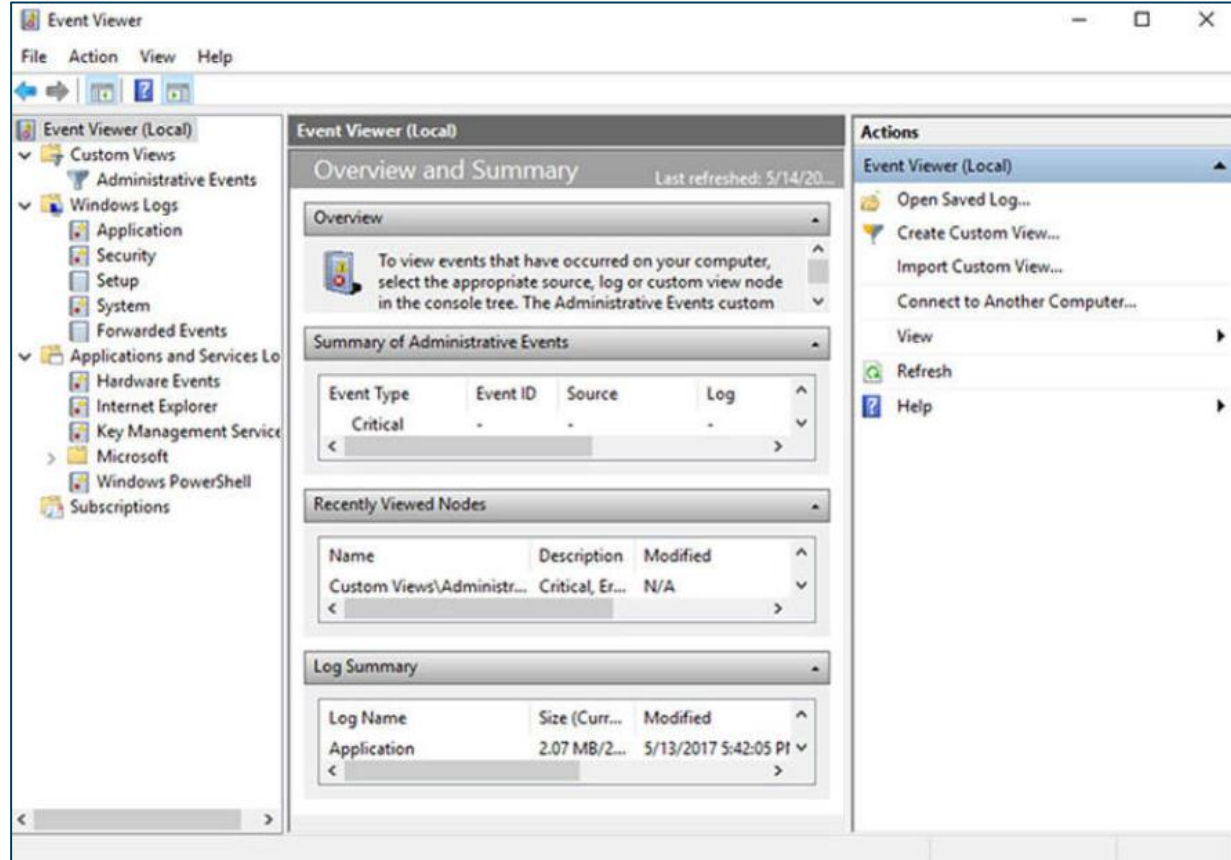 Event Viewer
File Action View Help
Event Viewer (Local)
Custom Views
Administrative Events
Windows Logs
Application
Security
Setup
System
Forwarded Events
Applications and Services Lo
Hardware Events
Internet Explorer
Key Management Service
Microsoft
Windows PowerShell
Subscriptions
Event Viewer (Local)
Overview and Summary Last refreshed: 5/14/20...
Overview
To view events that have occurred on your computer,
select the appropriate source, log or custom view node
in the console tree. The Administrative Events custom
Summary of Administrative Events
Event Type Event ID Source Log
Critical - - -
Recently Viewed Nodes
Name Description Modified
Custom Views\Administr... Critical, Er... N/A
Log Summary
Log Name Size (Curr... Modified
Application 2.07 MB/2... 5/13/2017 5:42:05 PM
Actions
Event Viewer (Local)
Open Saved Log...
Create Custom View...
Import Custom View...
Connect to Another Computer...
View
Refresh
Help